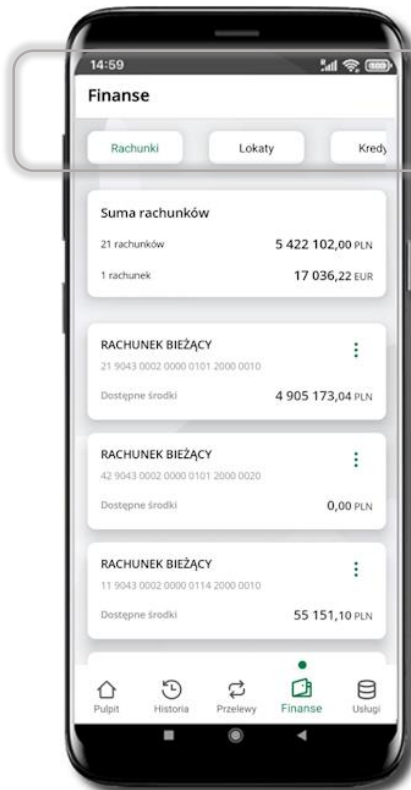 14:59
Finanse
Rachunki Lokaty Kredy
Suma rachunków
21 rachunków 5 422 102,00 PLN
1 rachunek 17 036,22 EUR
RACHUNEK BIEŻĄCY
21 9043 0002 0000 0101 2000 0010
Dostępne środki 4 905 173,04 PLN
RACHUNEK BIEŻĄCY
42 9043 0002 0000 0101 2000 0020
Dostępne środki 0,00 PLN
RACHUNEK BIEŻĄCY
11 9043 0002 0000 0114 2000 0010
Dostępne środki 55 151,10 PLN
Pulpit Historia Przelewy Finanse Usługi